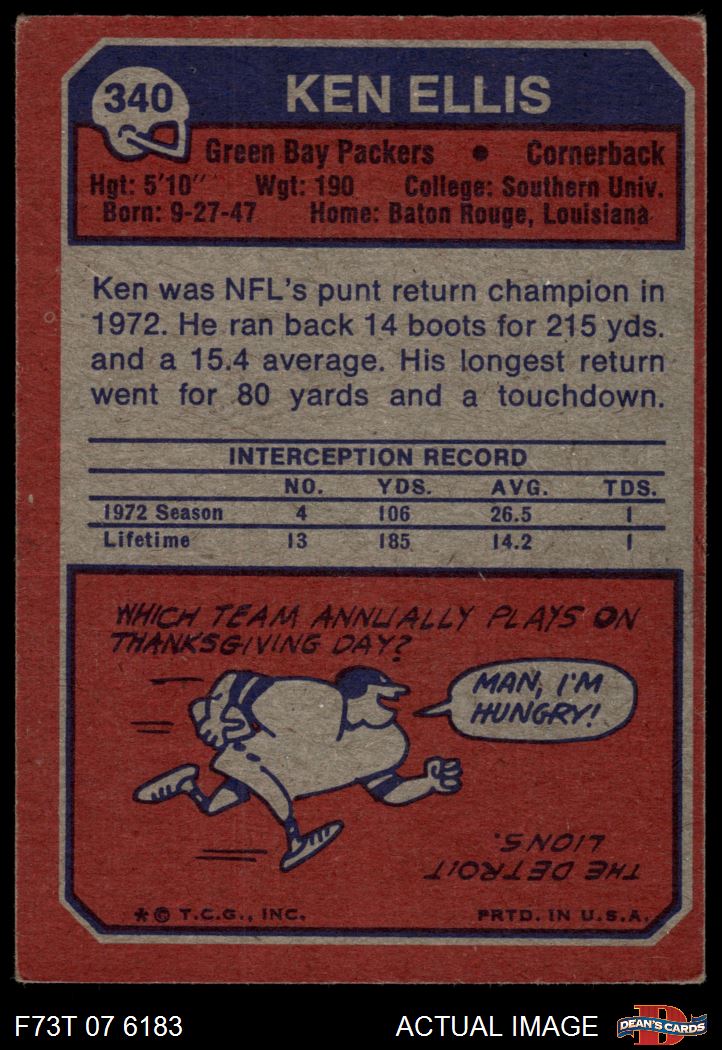 340
KEN ELLIS
Green Bay Packers • Cornerback
Hgt: 5'10" Wgt: 190 College: Southern Univ.
Born: 9-27-47 Home: Baton Rouge, Louisiana
Ken was NFL's punt return champion in
1972. He ran back 14 boots for 215 yds.
and a 15.4 average. His longest return
went for 80 yards and a touchdown.
INTERCEPTION RECORD
NO. YDS. AVG. TDS.
1972 Season 4 106 26.5 1
Lifetime 13 185 14.2 1
WHICH TEAM ANNUALLY PLAYS ON
THANKSGIVING DAY?
MAN, I'M
HUNGRY!
THE DETROIT
LIONS.
* © T.C.G., INC. PRTD. IN U.S.A.
F73T 07 6183 ACTUAL IMAGE
D
DEAN'S CARDS